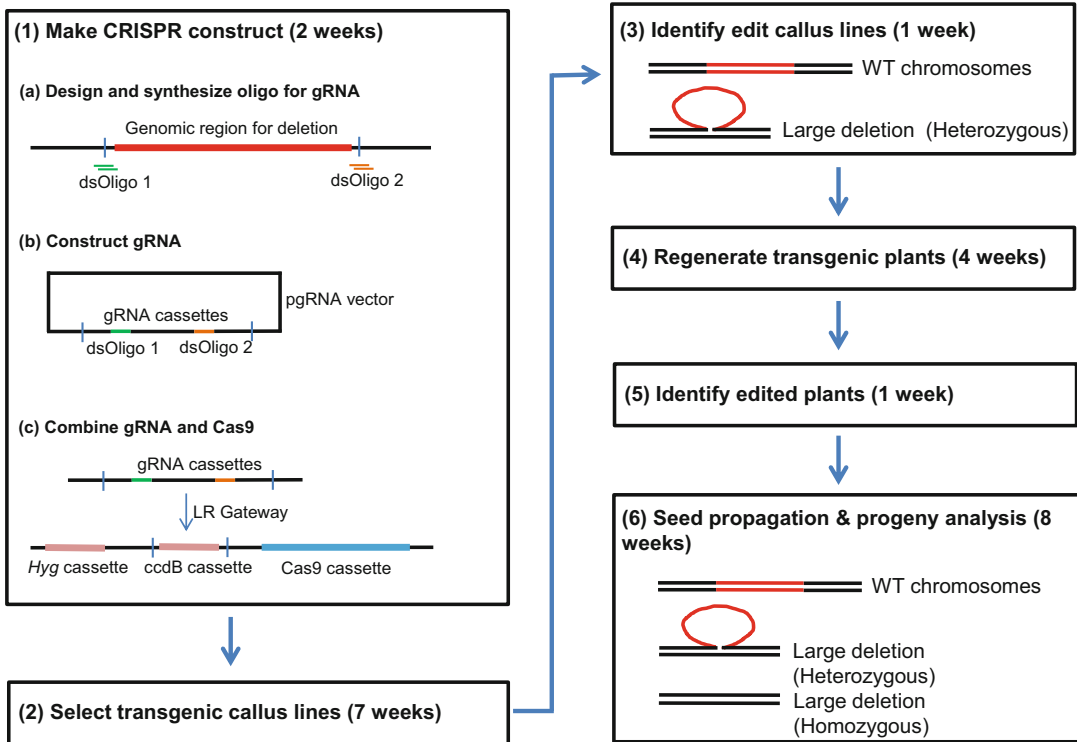 (1) Make CRISPR construct (2 weeks)
(a) Design and synthesize oligo for gRNA
Genomic region for deletion
dsOligo 1
dsOligo 2
(b) Construct gRNA
pgRNA vector
gRNA cassettes
dsOligo 1
dsOligo 2
(c) Combine gRNA and Cas9
gRNA cassettes
LR Gateway
Hyg cassette
ccdB cassette
Cas9 cassette
(2) Select transgenic callus lines (7 weeks)
(3) Identify edit callus lines (1 week)
WT chromosomes
Large deletion (Heterozygous)
(4) Regenerate transgenic plants (4 weeks)
(5) Identify edited plants (1 week)
(6) Seed propagation & progeny analysis (8
weeks)
WT chromosomes
Large deletion
(Heterozygous)
Large deletion
(Homozygous)